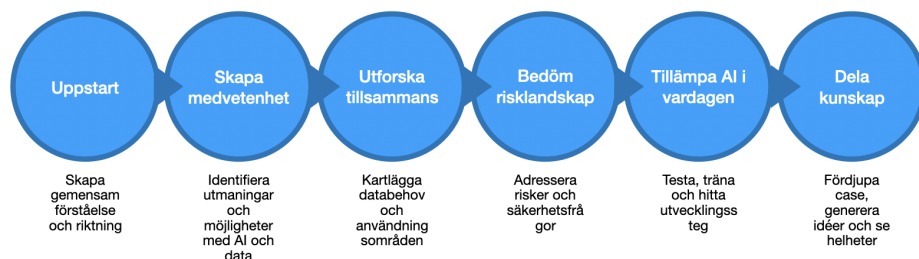 Uppstart
Skapa
medvetenhet
Utforska
tillsammans
Bedöm
risklandskap
Tillämpa AI i
vardagen
Dela
kunskap
Skapa
gemensam
förståelse
och riktning
Identifiera
utmaningar
och
möjligheter
med AI och
data
Kartlägga
databehov
och
användning
sområden
Adressera
risker och
säkerhetsfrå
gor
Testa, träna
och hitta
utvecklingss
teg
Fördjupa
case,
generera
idéer och se
helheter